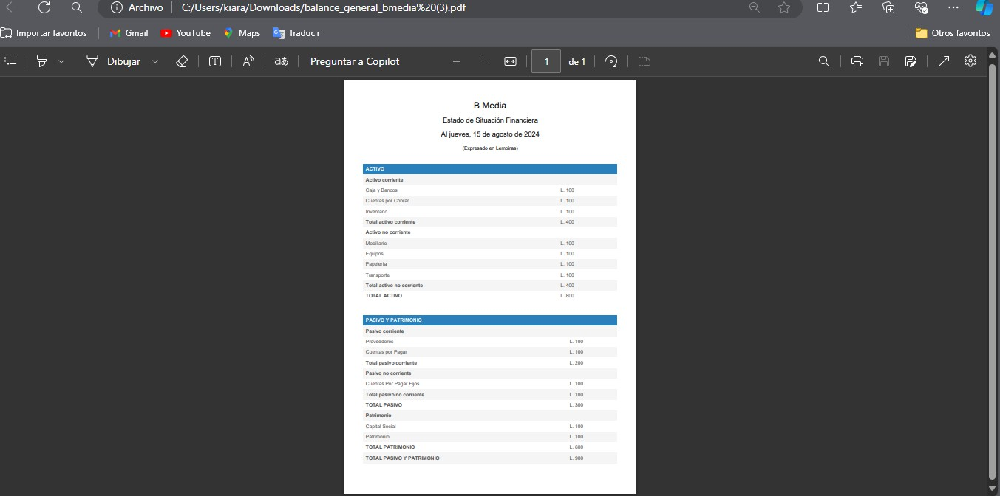 Archivo C:/Users/kiara/Downloads/balance_general_bmedia%20(3).pdf
Importar favoritos Gmail YouTube Maps Traducir Otros favoritos
Dibujar aあ Preguntar a Copilot 1 de 1
B Media
Estado de Situación Financiera
Al jueves, 15 de agosto de 2024
(Expresado en Lempiras)
ACTIVO
Activo corriente
Caja y Bancos L. 100
Cuentas por Cobrar L. 100
Inventario L. 100
Total activo corriente L. 400
Activo no corriente
Mobiliario L. 100
Equipos L. 100
Papelería L. 100
Transporte L. 100
Total activo no corriente L. 400
TOTAL ACTIVO L. 800
PASIVO Y PATRIMONIO
Pasivo corriente
Proveedores L. 100
Cuentas por Pagar L. 100
Total pasivo corriente L. 200
Pasivo no corriente
Cuentas Por Pagar Fijos L. 100
Total pasivo no corriente L. 100
TOTAL PASIVO L. 300
Patrimonio
Capital Social L. 100
Patrimonio L. 100
TOTAL PATRIMONIO L. 600
TOTAL PASIVO Y PATRIMONIO L. 900